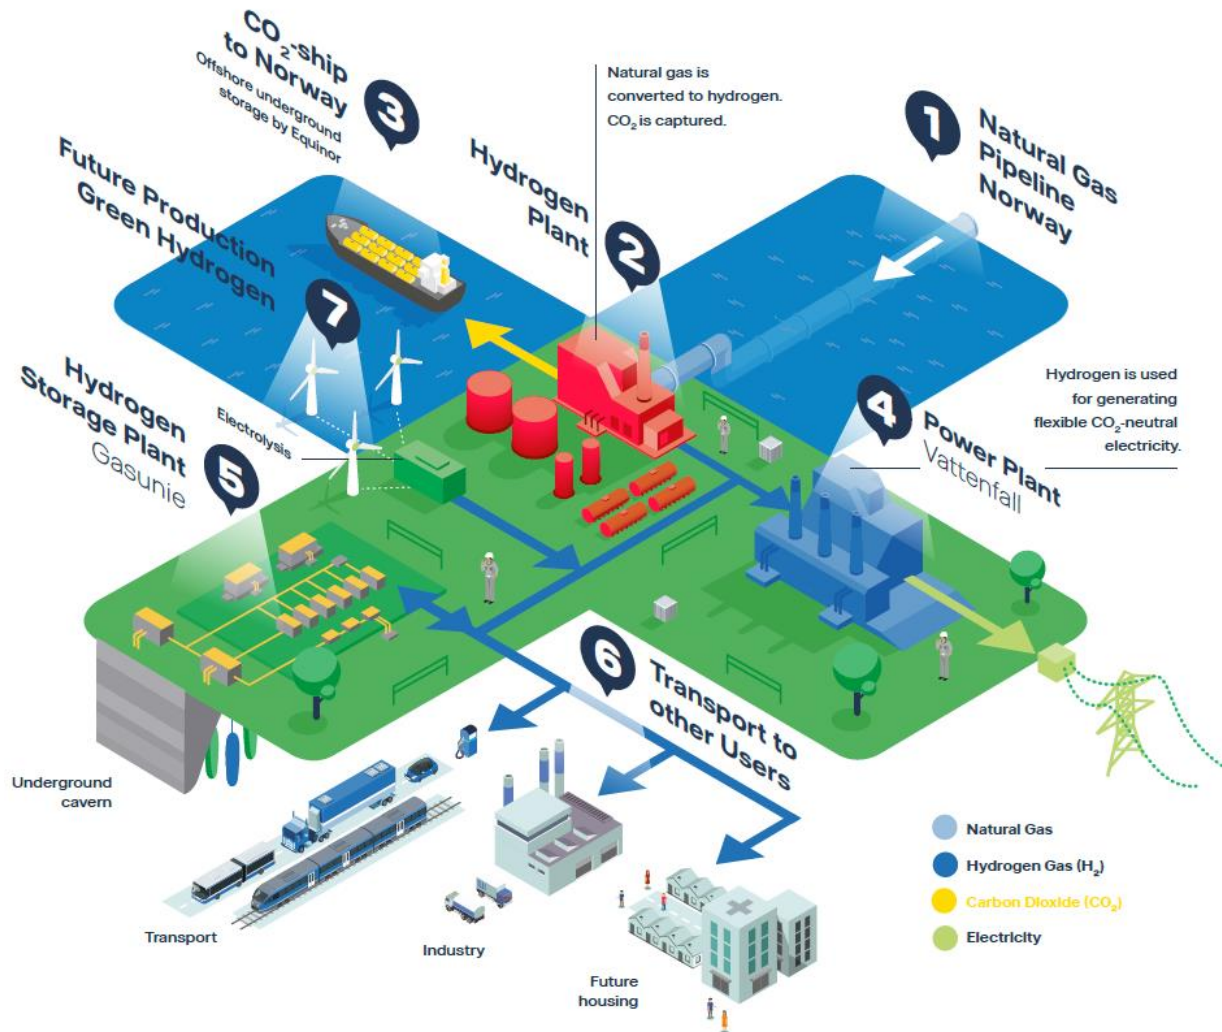 CO₂-ship
to Norway
Offshore underground
storage by Equinor
3
Natural gas is
converted to hydrogen.
CO₂ is captured.
1
Natural Gas
Pipeline
Norway
Hydrogen
Plant
2
Future Production
Green Hydrogen
7
Hydrogen
Storage Plant
Gasunie
5
Electrolysis
Hydrogen is used
for generating
flexible CO₂-neutral
electricity.
4
Power Plant
Vattenfall
6
Transport to
other Users
Underground
cavern
Transport
Industry
Future
housing
Natural Gas
Hydrogen Gas (H₂)
Carbon Dioxide (CO₂)
Electricity